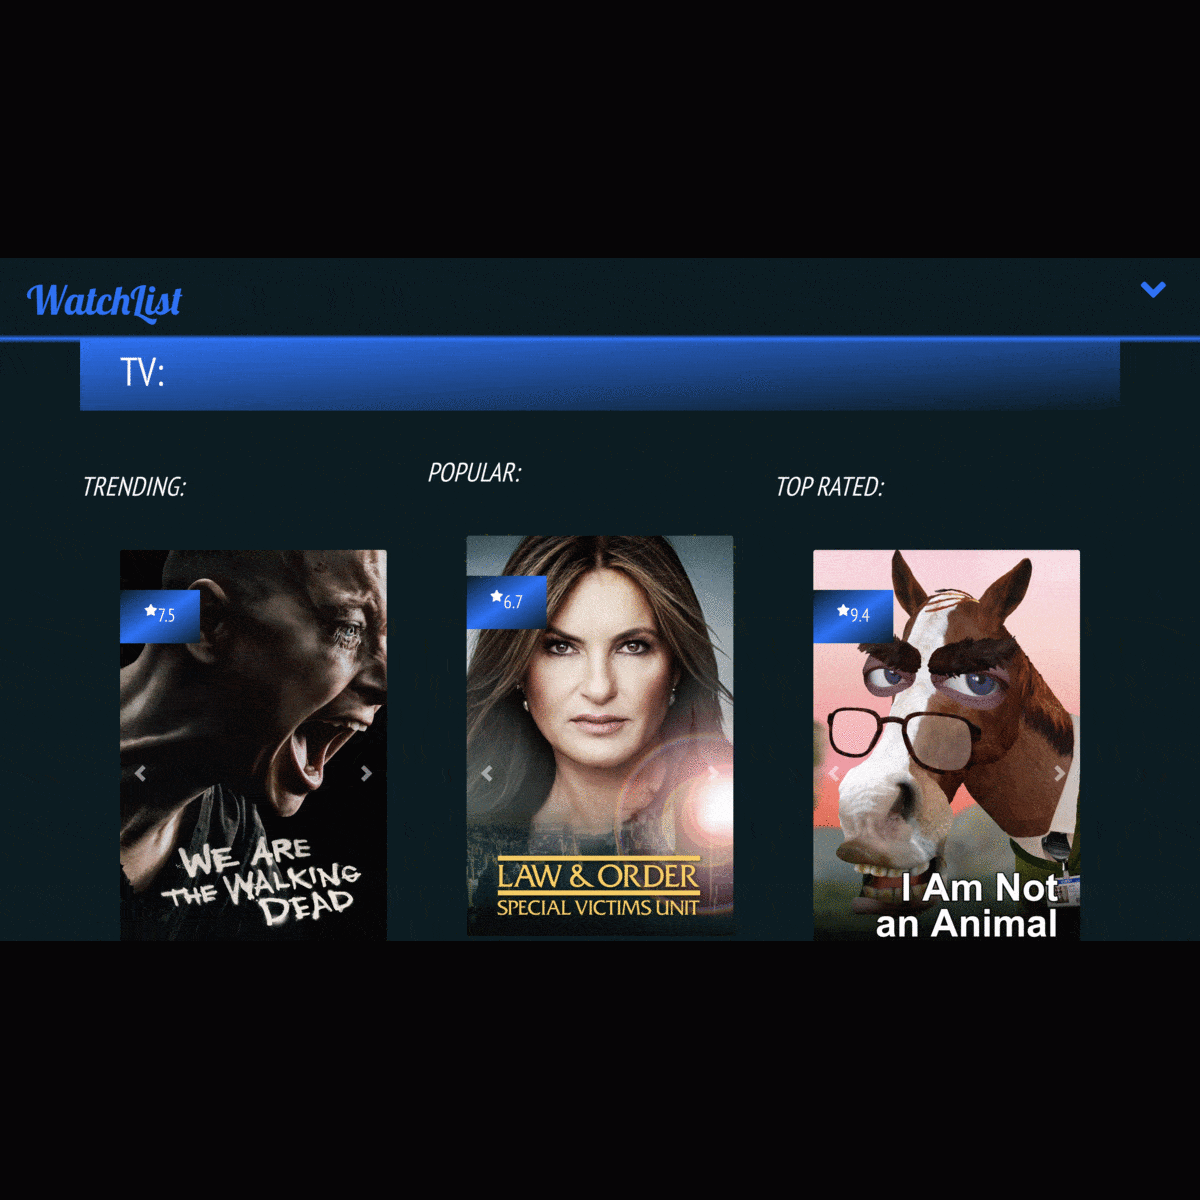 WatchList
TV:
TRENDING:
POPULAR:
TOP RATED:
7.5
6.7
9.4
WE ARE
THE WALKING
DEAD
LAW & ORDER
SPECIAL VICTIMS UNIT
I Am Not
an Animal